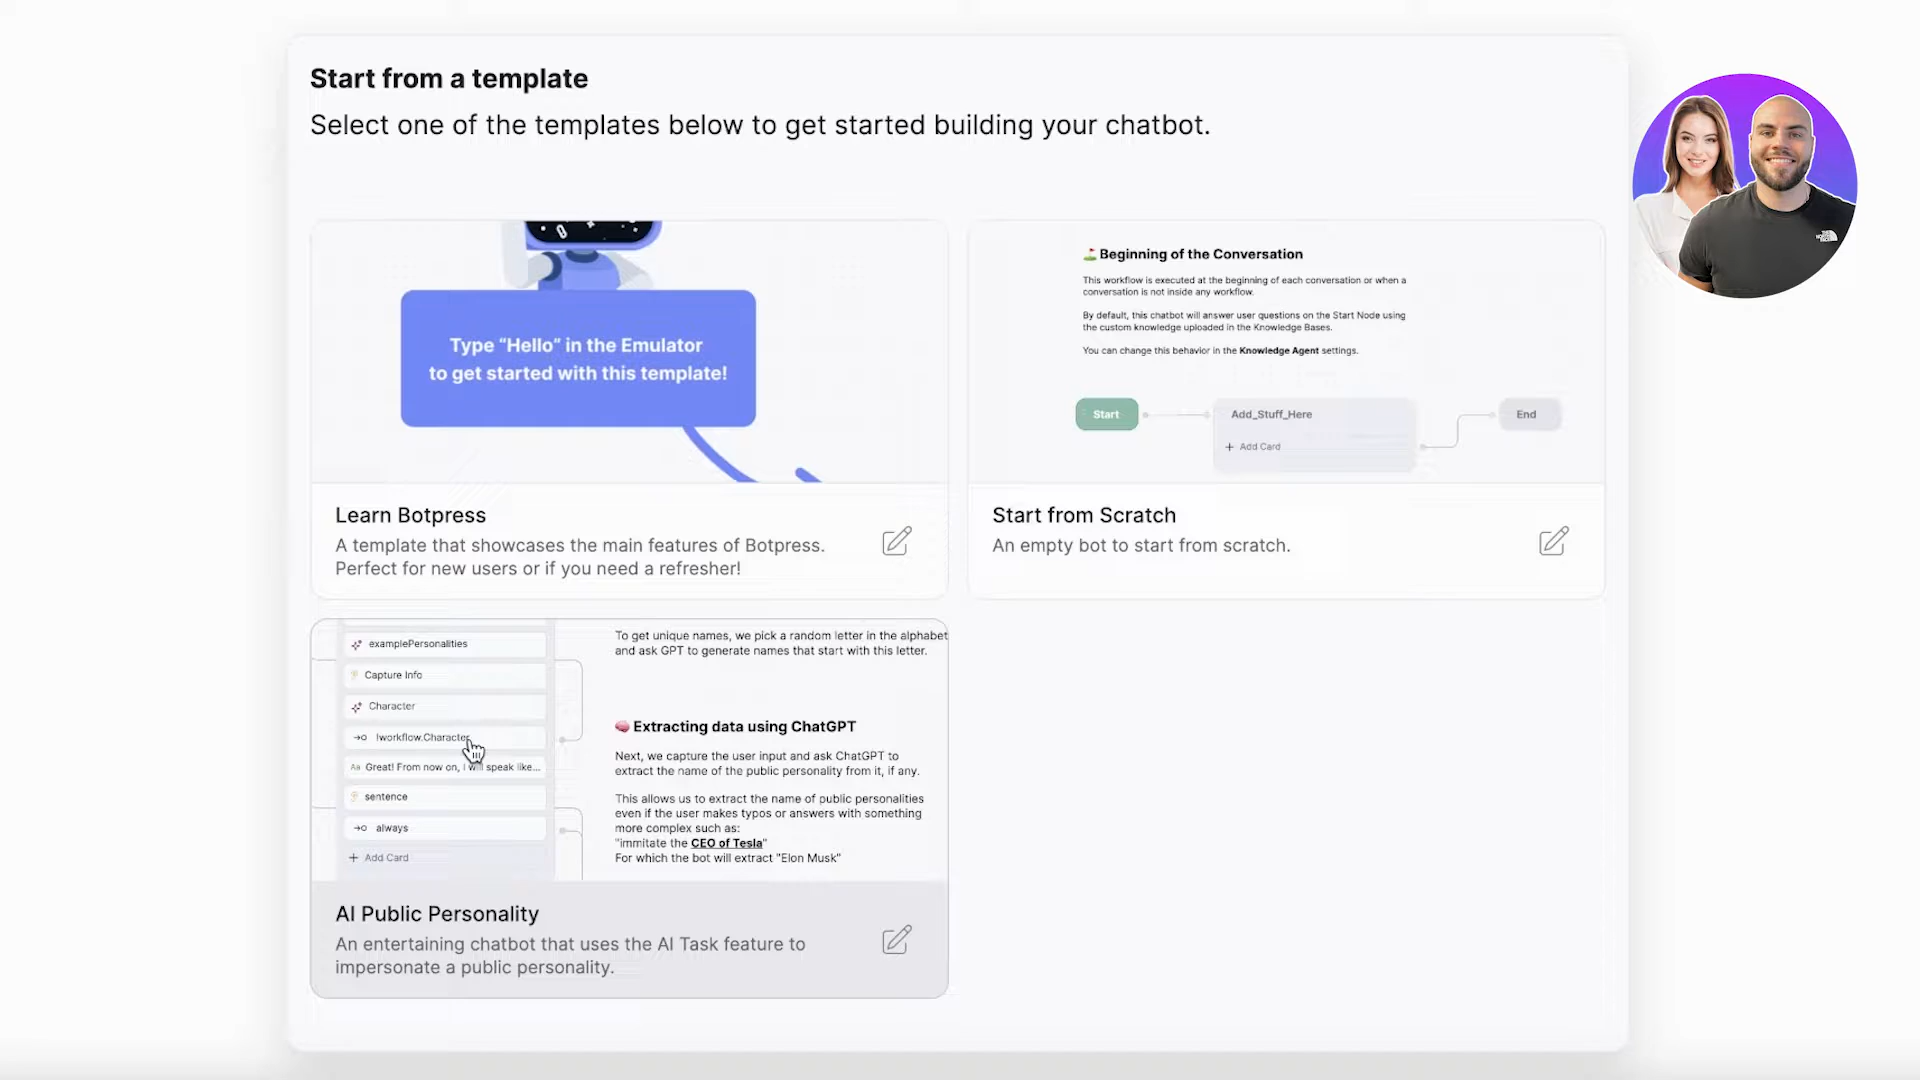 Start from a template
Select one of the templates below to get started building your chatbot.
Type “Hello” in the Emulator
to get started with this template!
Learn Botpress
A template that showcases the main features of Botpress.
Perfect for new users or if you need a refresher!
Beginning of the Conversation
This workflow is executed at the beginning of each conversation or when a
conversation is not inside any workflow.
By default, this chatbot will answer user questions on the Start Node using
the custom knowledge uploaded in the Knowledge Bases.
You can change this behavior in the Knowledge Agent settings.
Start
Add_Stuff_Here
+ Add Card
End
Start from Scratch
An empty bot to start from scratch.
examplePersonalities
Capture Info
Character
!workflow.Character
Aa Great! From now on, I will speak like...
sentence
always
+ Add Card
To get unique names, we pick a random letter in the alphabet
and ask GPT to generate names that start with this letter.
Extracting data using ChatGPT
Next, we capture the user input and ask ChatGPT to
extract the name of the public personality from it, if any.
This allows us to extract the name of public personalities
even if the user makes typos or answers with something
more complex such as:
"immitate the CEO of Tesla"
For which the bot will extract "Elon Musk"
AI Public Personality
An entertaining chatbot that uses the AI Task feature to
impersonate a public personality.